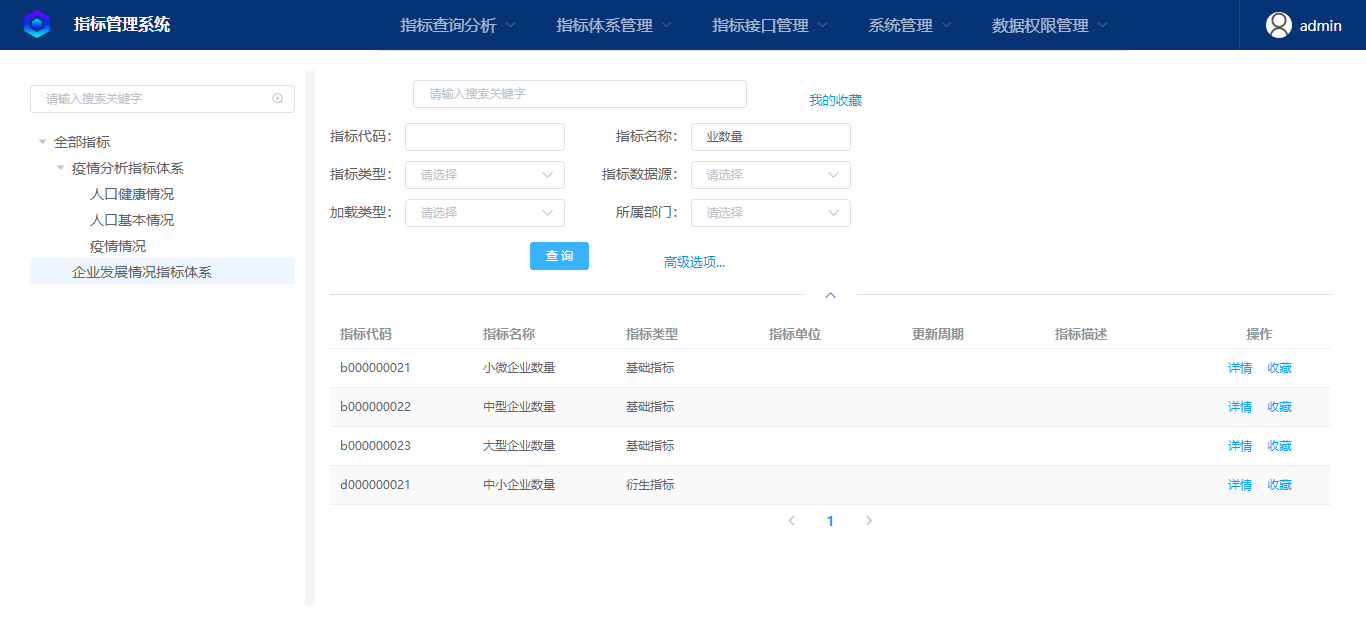 指标管理系统 指标查询分析 指标体系管理 指标接口管理 系统管理 数据权限管理 admin
请输入搜索关键字
全部指标
疫情分析指标体系
人口健康情况
人口基本情况
疫情情况
企业发展情况指标体系
请输入搜索关键字 我的收藏
指标代码： 指标名称： 业数量
指标类型： 请选择 指标数据源： 请选择
加载类型： 请选择 所属部门： 请选择
查询 高级选项...
指标代码 指标名称 指标类型 指标单位 更新周期 指标描述 操作
b000000021 小微企业数量 基础指标 详情 收藏
b000000022 中型企业数量 基础指标 详情 收藏
b000000023 大型企业数量 基础指标 详情 收藏
d000000021 中小企业数量 衍生指标 详情 收藏
1